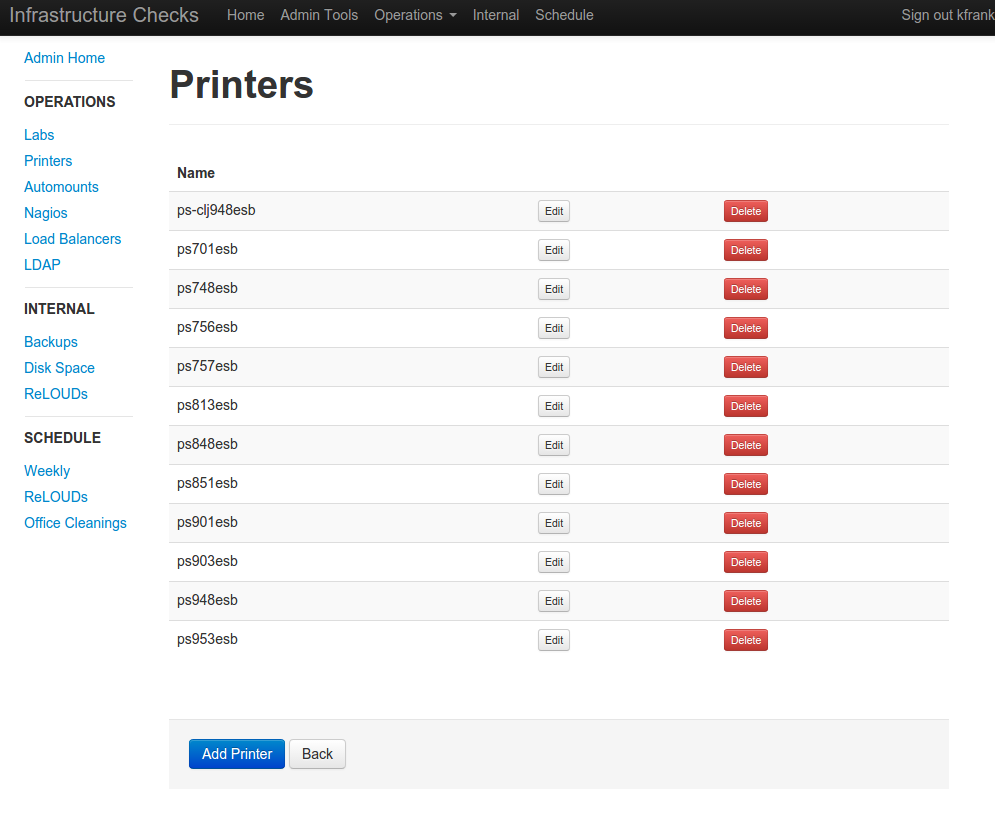 Infrastructure Checks Home Admin Tools Operations Internal Schedule Sign out kfrank
Admin Home
OPERATIONS
Labs
Printers
Automounts
Nagios
Load Balancers
LDAP
INTERNAL
Backups
Disk Space
ReLOUDs
SCHEDULE
Weekly
ReLOUDs
Office Cleanings
Printers
Name
ps-clj948esb Edit Delete
ps701esb Edit Delete
ps748esb Edit Delete
ps756esb Edit Delete
ps757esb Edit Delete
ps813esb Edit Delete
ps848esb Edit Delete
ps851esb Edit Delete
ps901esb Edit Delete
ps903esb Edit Delete
ps948esb Edit Delete
ps953esb Edit Delete
Add Printer Back